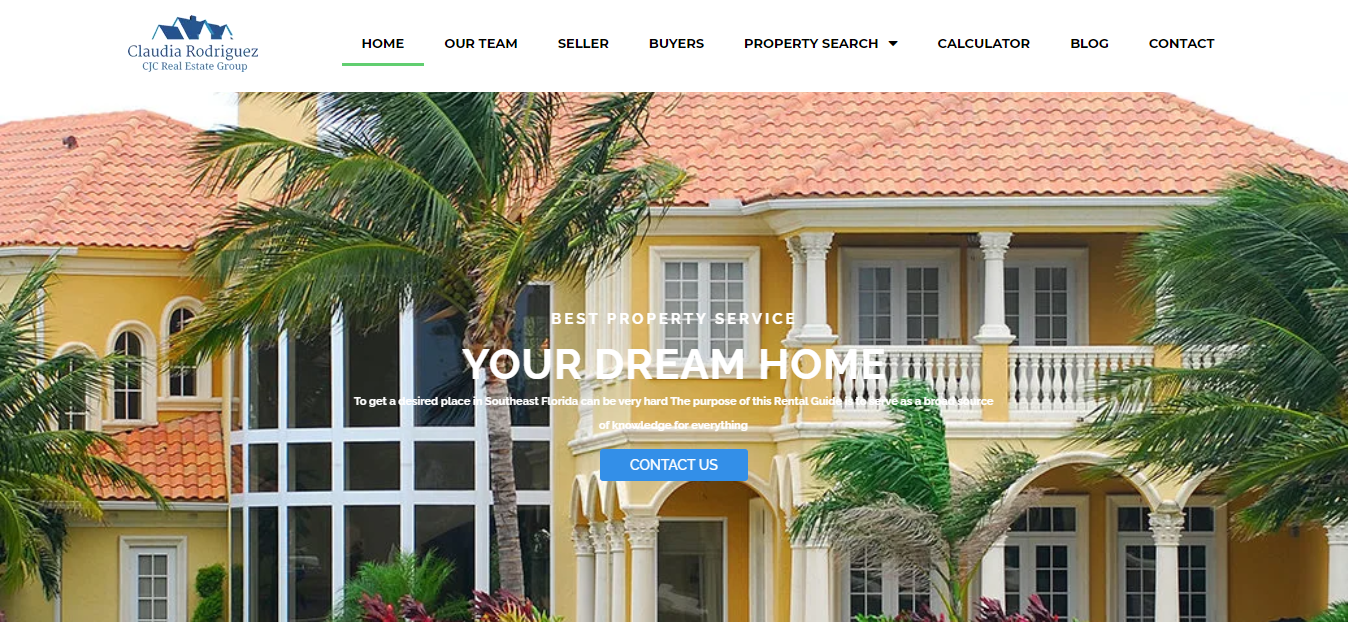 Claudia Rodriguez
CJC Real Estate Group
HOME OUR TEAM SELLER BUYERS PROPERTY SEARCH CALCULATOR BLOG CONTACT
BEST PROPERTY SERVICE
YOUR DREAM HOME
To get a desired place in Southeast Florida can be very hard The purpose of this Rental Guide is to serve as a broad source
of knowledge for everything
CONTACT US